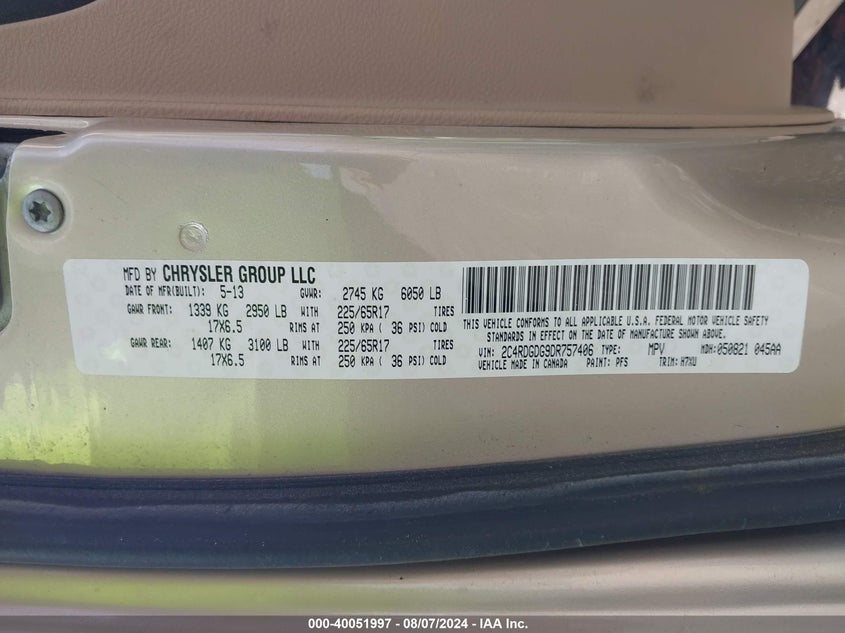 MFD BY CHRYSLER GROUP LLC
DATE OF MFR(BUILT): 5-13 GVWR: 2745 KG 6050 LB
GAWR FRONT: 1339 KG 2950 LB WITH 225/65R17 TIRES
17X6.5 RIMS AT 250 KPA ( 36 PSI) COLD
GAWR REAR: 1407 KG 3100 LB WITH 225/65R17 TIRES
17X6.5 RIMS AT 250 KPA ( 36 PSI) COLD
THIS VEHICLE CONFORMS TO ALL APPLICABLE U.S.A. FEDERAL MOTOR VEHICLE SAFETY
STANDARDS IN EFFECT ON THE DATE OF MANUFACTURE SHOWN ABOVE.
VIN: 2C4RDGDG9DR757406 TYPE: MPV MDH: 050821 045AA
VEHICLE MADE IN CANADA PAINT: PFS TRIM: H7XU
000-40051997 - 08/07/2024 - IAA Inc.